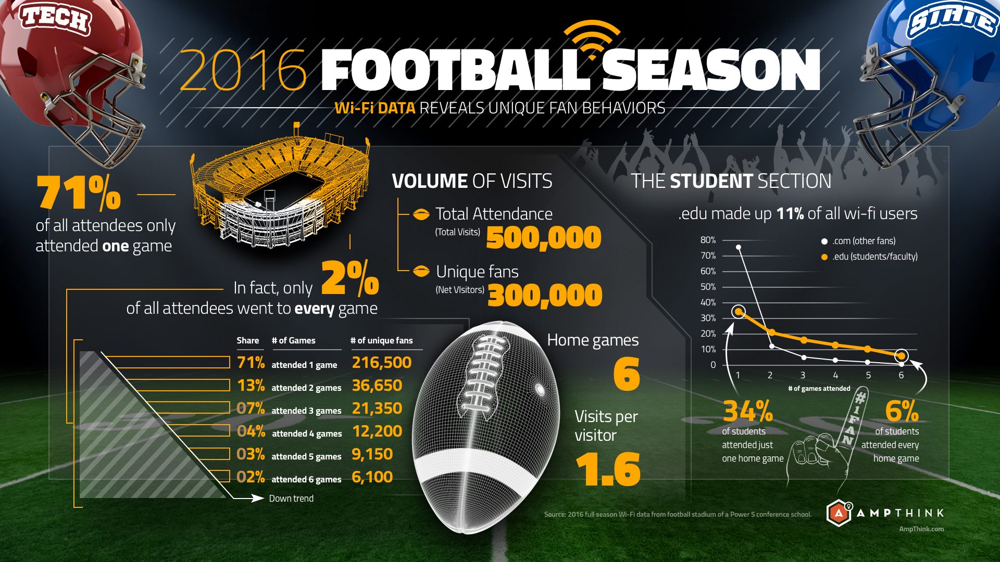 TECH
STATE
2016 FOOTBALL SEASON
Wi-Fi DATA REVEALS UNIQUE FAN BEHAVIORS
71%
of all attendees only
attended one game
In fact, only 2%
of all attendees went to every game
Share # of Games # of unique fans
71% attended 1 game 216,500
13% attended 2 games 36,650
07% attended 3 games 21,350
04% attended 4 games 12,200
03% attended 5 games 9,150
02% attended 6 games 6,100
Down trend
VOLUME OF VISITS
Total Attendance
(Total Visits) 500,000
Unique fans
(Net VIsitors) 300,000
Home games
6
Visits per
visitor
1.6
THE STUDENT SECTION
.edu made up 11% of all wi-fi users
.com (other fans)
.edu (students/faculty)
80%
70%
60%
50%
40%
30%
20%
10%
0
1 2 3 4 5 6
# of games attended
34%
of students
attended just
one home game
#1FAN
6%
of students
attended every
home game
Source: 2016 full season Wi-Fi data from football stadium of a Power 5 conference school.
A AMPTHINK
AmpThink.com